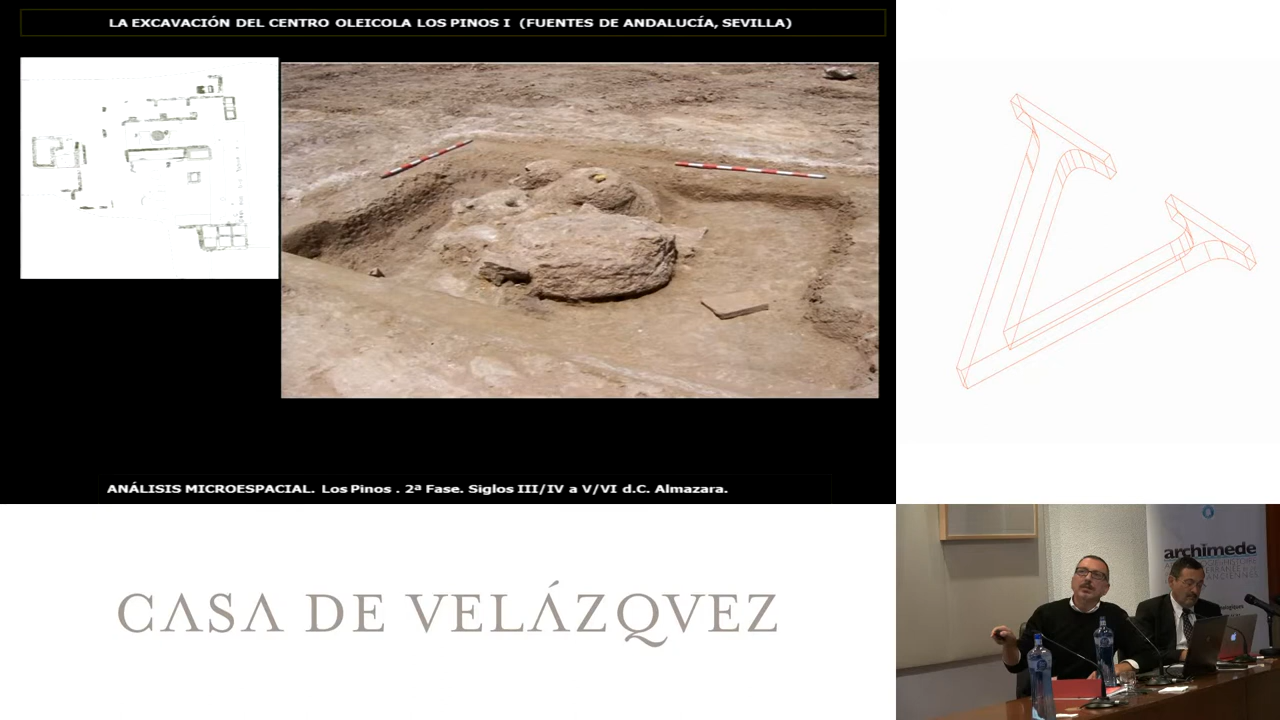 LA EXCAVACIÓN DEL CENTRO OLEICOLA LOS PINOS I (FUENTES DE ANDALUCÍA, SEVILLA)
ANÁLISIS MICROESPACIAL. Los Pinos . 2ª Fase. Siglos III/IV a V/VI d.C. Almazara.
CASA DE VELÁZQVEZ
archimede